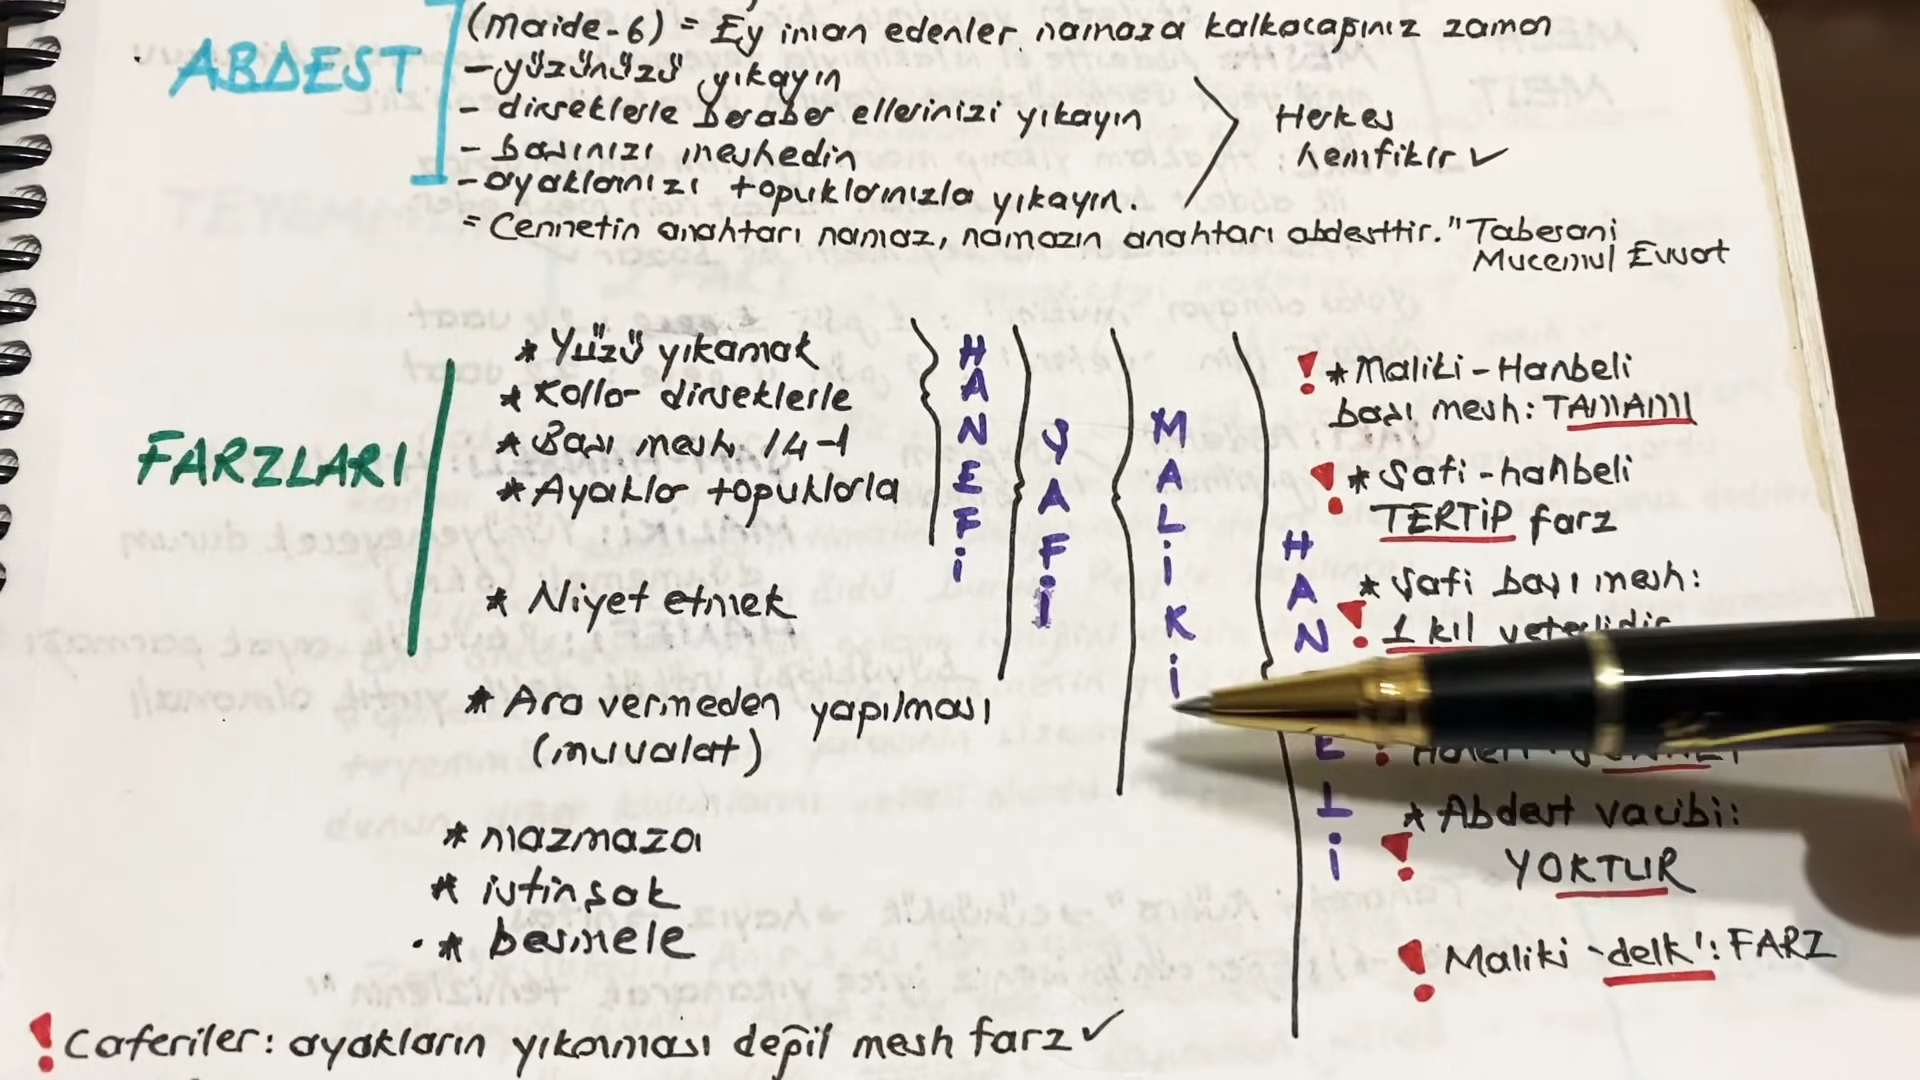 ABDEST
(Maide-6) = Ey iman edenler namaza kalkacağınız zaman
- yüzünüzü yıkayın
- dirseklerle beraber ellerinizi yıkayın
- başınızı meshedin
- ayaklarınızı topuklarınızla yıkayın.
Herkes
hemfikir ✓
= Cennetin anahtarı namaz, namazın anahtarı abdesttir." Taberani
Mucemul Evsat
FARZLARI
* Yüzü yıkamak
* Kollar dirseklerle
* Başı mesh 1/4-1
* Ayaklar topuklarla
* Niyet etmek
* Ara vermeden yapılması
(muvalat)
* mazmaza
* istinşak
* besmele
HANEFİ
ŞAFİİ
MALİKİ
HAN
ELİ
! * Maliki - Hanbeli
başı mesh: TAMAMI
! * Şafi - hanbeli
TERTİP farz
* Şafi başı mesh:
! 1 kıl yeterlidir
! Hanefi
* Abdest vacibi:
! YOKTUR
! Maliki - delk': FARZ
! Caferiler: ayakların yıkanması değil mesh farz ✓